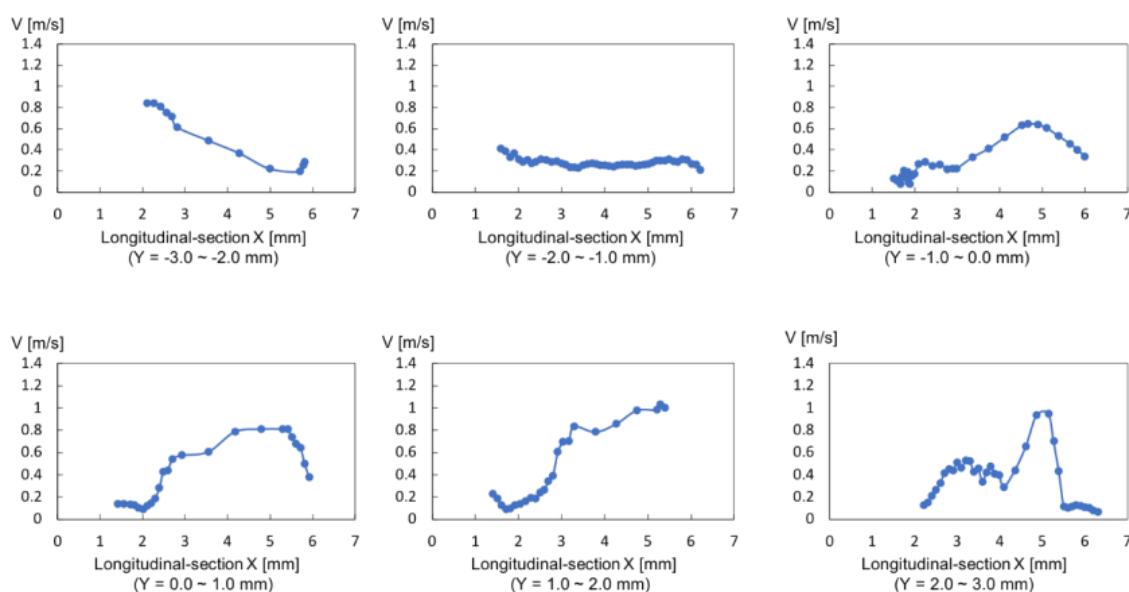 V [m/s]
V [m/s]
V [m/s]
1.4
1.2
1
0.8
0.6
0.4
0.2
0
0 1 2 3 4 5 6 7
Longitudinal-section X [mm]
(Y = -3.0 ~ -2.0 mm)
1.4
1.2
1
0.8
0.6
0.4
0.2
0
0 1 2 3 4 5 6 7
Longitudinal-section X [mm]
(Y = -2.0 ~ -1.0 mm)
1.4
1.2
1
0.8
0.6
0.4
0.2
0
0 1 2 3 4 5 6 7
Longitudinal-section X [mm]
(Y = -1.0 ~ 0.0 mm)
V [m/s]
1.4
1.2
1
0.8
0.6
0.4
0.2
0
0 1 2 3 4 5 6 7
Longitudinal-section X [mm]
(Y = 0.0 ~ 1.0 mm)
V [m/s]
1.4
1.2
1
0.8
0.6
0.4
0.2
0
0 1 2 3 4 5 6 7
Longitudinal-section X [mm]
(Y = 1.0 ~ 2.0 mm)
V [m/s]
1.4
1.2
1
0.8
0.6
0.4
0.2
0
0 1 2 3 4 5 6 7
Longitudinal-section X [mm]
(Y = 2.0 ~ 3.0 mm)